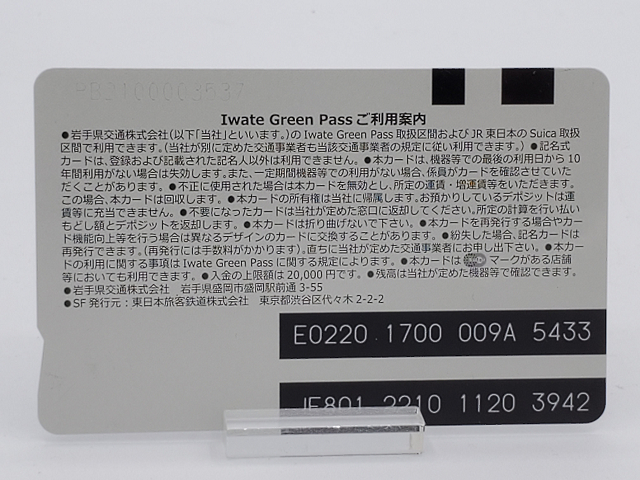 PB2100003537
Iwate Green Pass ご利用案内
●岩手県交通株式会社(以下「当社」といいます。)の Iwate Green Pass 取扱区間および JR 東日本の Suica 取扱
区間で利用できます。(当社が別に定めた交通事業者も当該交通事業者の規定に従い利用できます。) ●記名式
カードは、登録および記載された記名人以外は利用できません。●本カードは、機器等での最後の利用日から 10
年間利用がない場合は失効します。また、一定期間機器等での利用がない場合、係員がカードを確認させていた
だくことがあります。●不正に使用された場合は本カードを無効とし、所定の運賃・増運賃等をいただきます。
この場合、本カードは回収します。●本カードの所有権は当社に帰属します。お預かりしているデポジットは運
賃等に充当できません。●不要になったカードは当社が定めた窓口に返却してください。所定の計算を行い払い
もどし額とデポジットを返却します。●本カードは折り曲げないで下さい。●本カードを再発行する場合やカー
ド機能向上等を行う場合は異なるデザインのカードに交換することがあります。●紛失した場合、記名カードは
再発行できます。(再発行には手数料がかかります)。直ちに当社が定めた交通事業者にお申し出下さい。●本カー
ドの利用に関する事項は Iwate Green Pass に関する規定によります。●本カードは マークがある店舗
等においても利用できます。●入金の上限額は 20,000 円です。●残高は当社が定めた機器等で確認できます。
●岩手県交通株式会社 岩手県盛岡市盛岡駅前通 3-55
●SF 発行元：東日本旅客鉄道株式会社 東京都渋谷区代々木 2-2-2
E0220 1700 009A 5433
JE801 2210 1120 3942